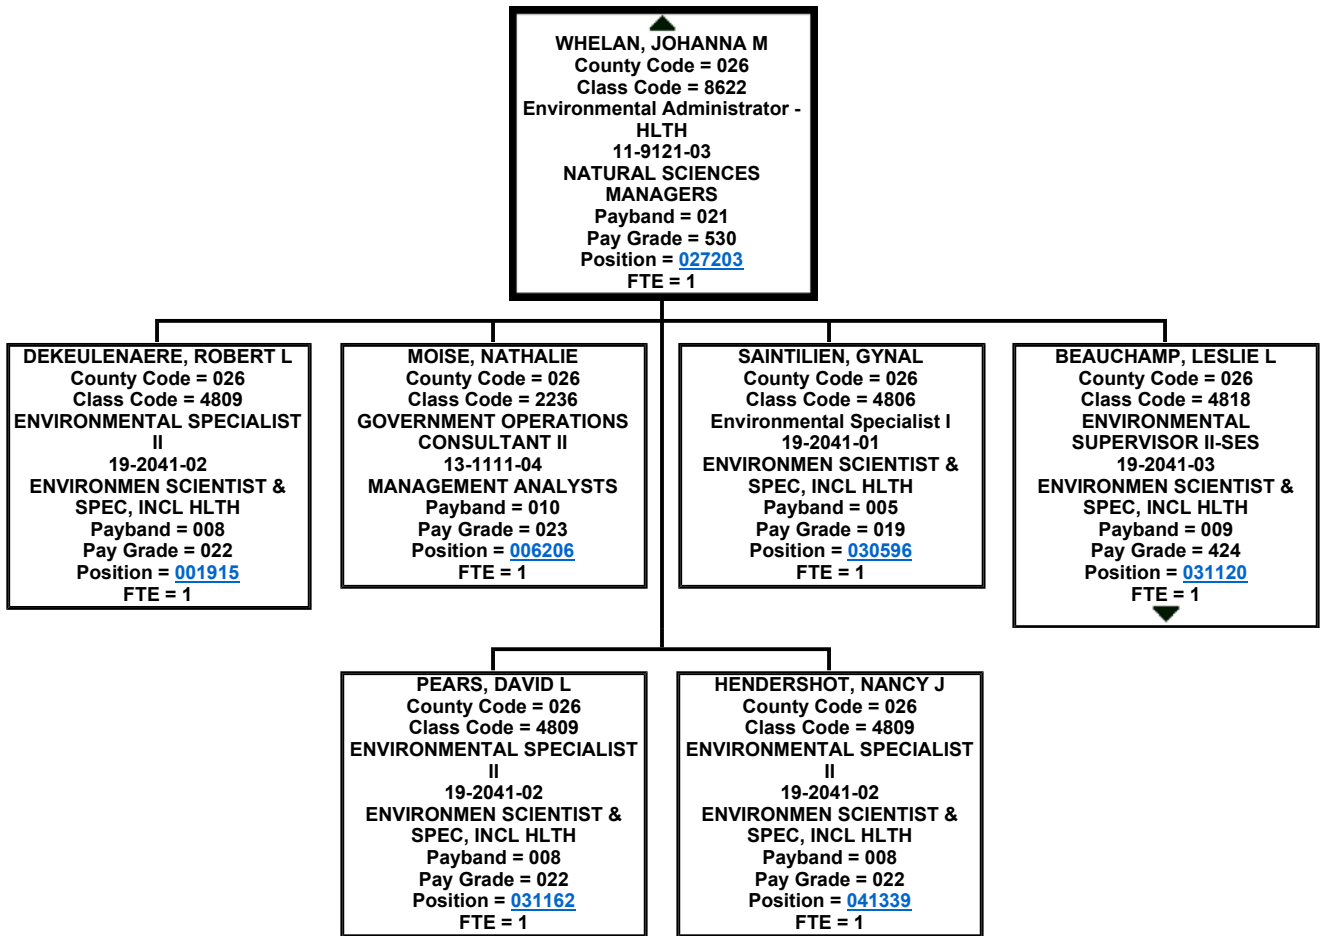 WHELAN, JOHANNA M
County Code = 026
Class Code = 8622
Environmental Administrator -
HLTH
11-9121-03
NATURAL SCIENCES
MANAGERS
Payband = 021
Pay Grade = 530
Position = 027203
FTE = 1
DEKEULENAERE, ROBERT L
County Code = 026
Class Code = 4809
ENVIRONMENTAL SPECIALIST
II
19-2041-02
ENVIRONMEN SCIENTIST &
SPEC, INCL HLTH
Payband = 008
Pay Grade = 022
Position = 001915
FTE = 1
MOISE, NATHALIE
County Code = 026
Class Code = 2236
GOVERNMENT OPERATIONS
CONSULTANT II
13-1111-04
MANAGEMENT ANALYSTS
Payband = 010
Pay Grade = 023
Position = 006206
FTE = 1
SAINTILIEN, GYNAL
County Code = 026
Class Code = 4806
Environmental Specialist I
19-2041-01
ENVIRONMEN SCIENTIST &
SPEC, INCL HLTH
Payband = 005
Pay Grade = 019
Position = 030596
FTE = 1
BEAUCHAMP, LESLIE L
County Code = 026
Class Code = 4818
ENVIRONMENTAL
SUPERVISOR II-SES
19-2041-03
ENVIRONMEN SCIENTIST &
SPEC, INCL HLTH
Payband = 009
Pay Grade = 424
Position = 031120
FTE = 1
PEARS, DAVID L
County Code = 026
Class Code = 4809
ENVIRONMENTAL SPECIALIST
II
19-2041-02
ENVIRONMEN SCIENTIST &
SPEC, INCL HLTH
Payband = 008
Pay Grade = 022
Position = 031162
FTE = 1
HENDERSHOT, NANCY J
County Code = 026
Class Code = 4809
ENVIRONMENTAL SPECIALIST
II
19-2041-02
ENVIRONMEN SCIENTIST &
SPEC, INCL HLTH
Payband = 008
Pay Grade = 022
Position = 041339
FTE = 1